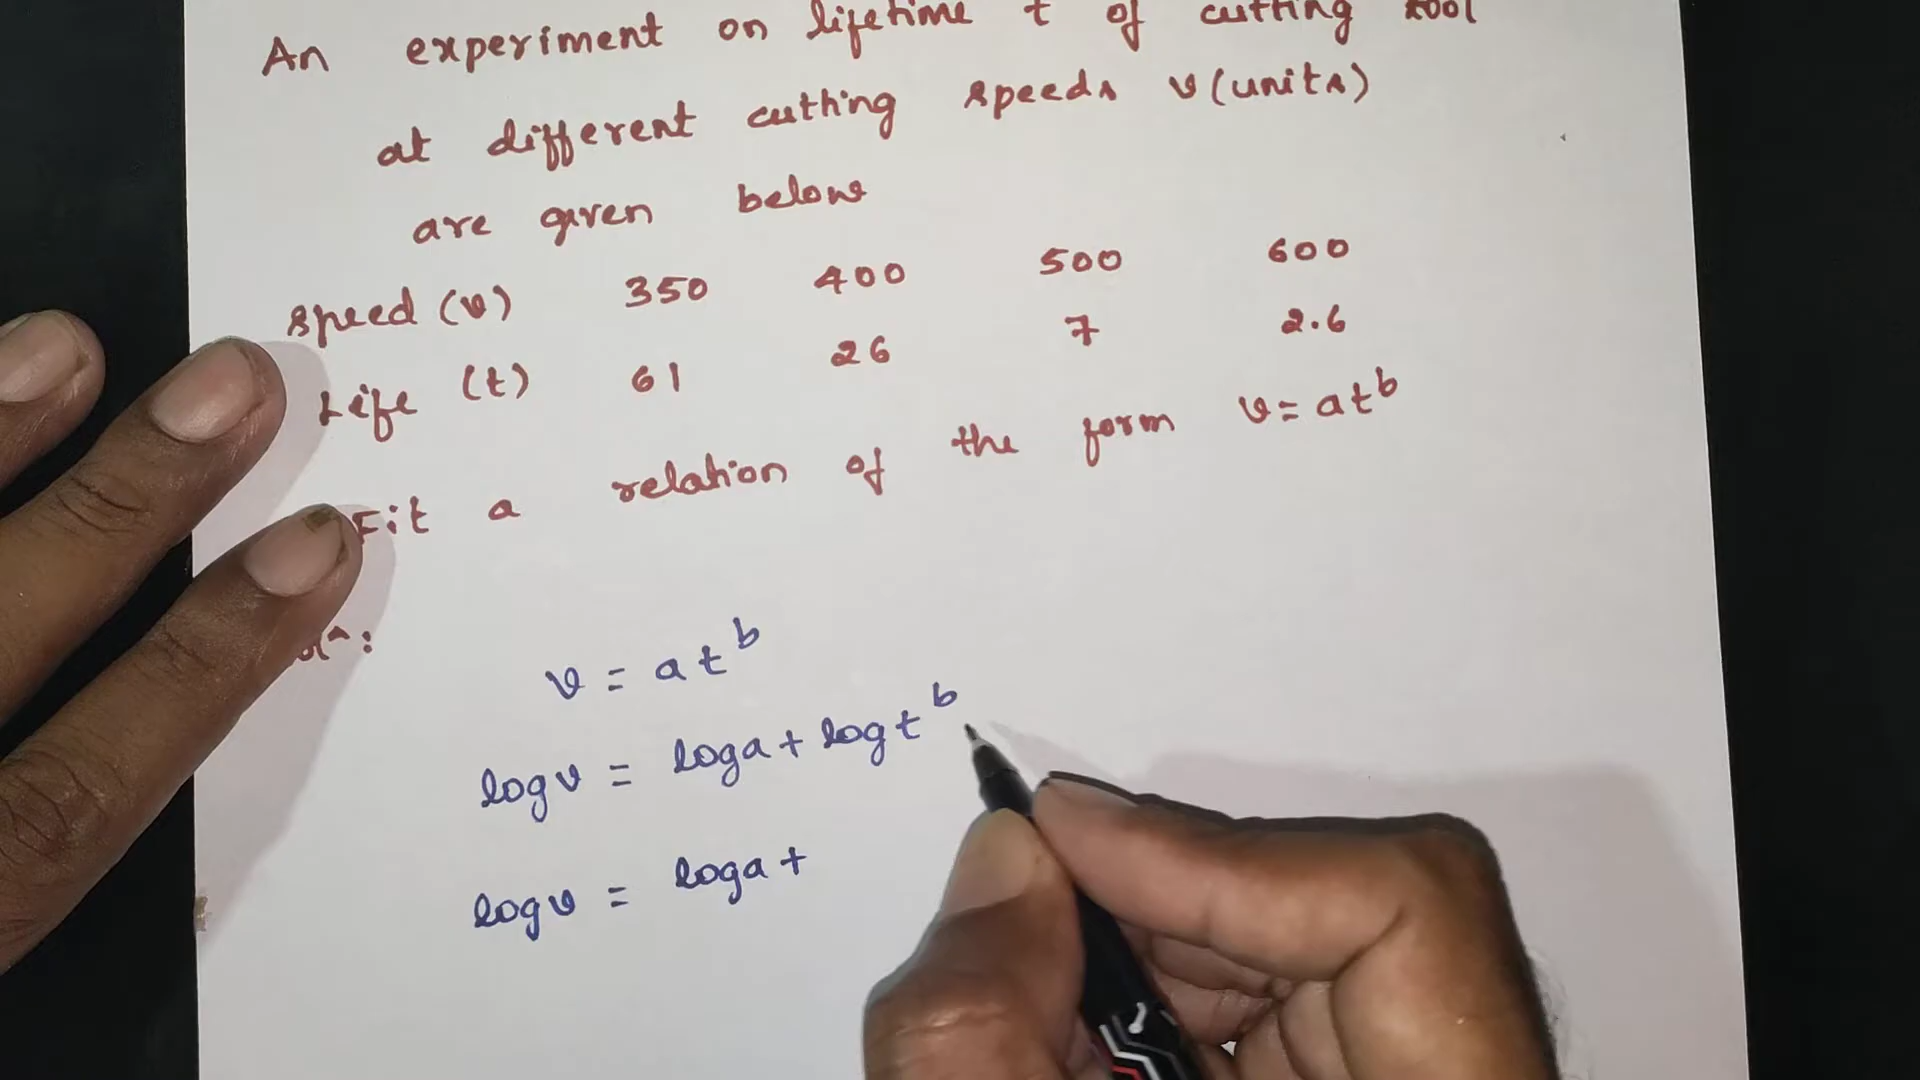 An experiment on lifetime t of cutting tool
at different cutting speeds v (units)
are given below
speed (v) 350 400 500 600
Life (t) 61 26 7 2.6
Fit a relation of the form v = at^b
v = at^b
log v = log a + log t^b
log v = log a +